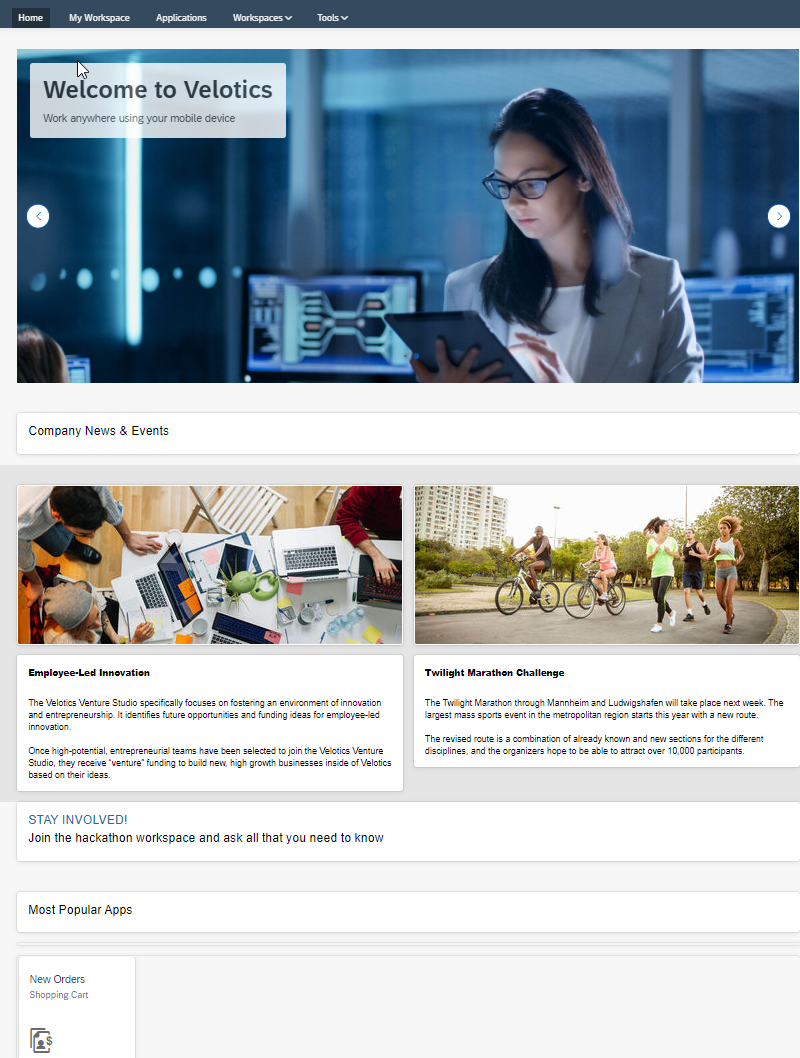 Home My Workspace Applications Workspaces Tools
Welcome to Velotics
Work anywhere using your mobile device
Company News & Events
Employee-Led Innovation
The Velotics Venture Studio specifically focuses on fostering an environment of innovation
and entrepreneurship. It identifies future opportunities and funding ideas for employee-led
innovation.
Once high-potential, entrepreneurial teams have been selected to join the Velotics Venture
Studio, they receive "venture" funding to build new, high growth businesses inside of Velotics
based on their ideas.
Twilight Marathon Challenge
The Twilight Marathon through Mannheim and Ludwigshafen will take place next week. The
largest mass sports event in the metropolitan region starts this year with a new route.
The revised route is a combination of already known and new sections for the different
disciplines, and the organizers hope to be able to attract over 10,000 participants.
STAY INVOLVED!
Join the hackathon workspace and ask all that you need to know
Most Popular Apps
New Orders
Shopping Cart
$